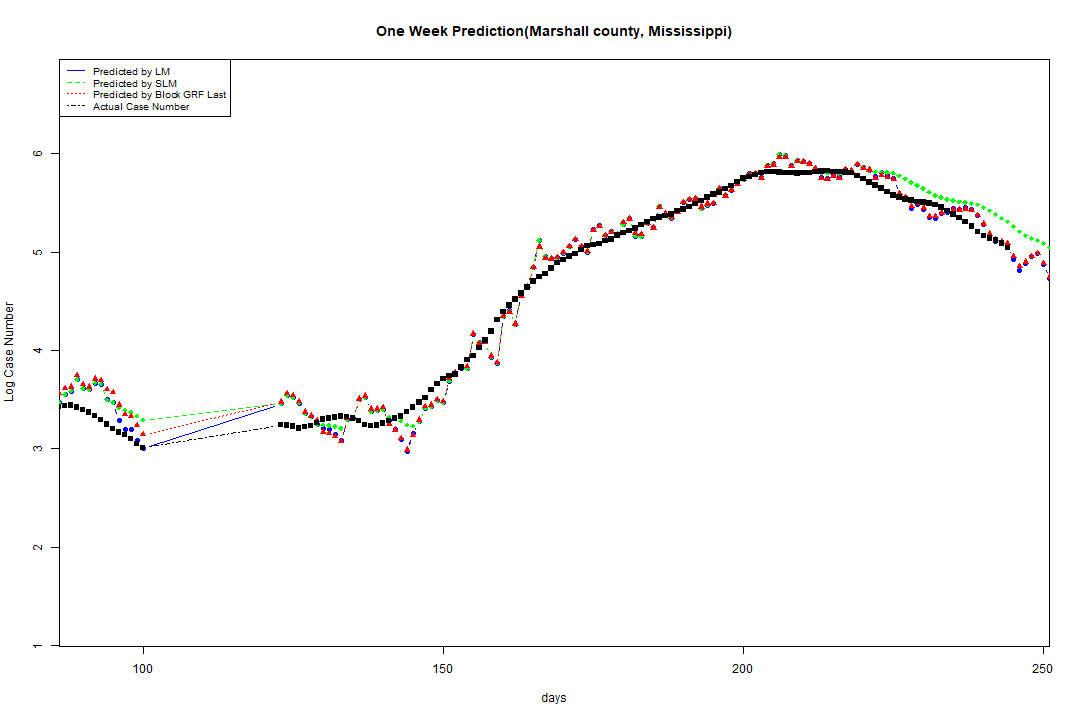 One Week Prediction(Marshall county, Mississippi)
Predicted by LM
Predicted by SLM
Predicted by Block GRF Last
Actual Case Number
6
5
4
3
2
1
Log Case Number
100 150 200 250
days